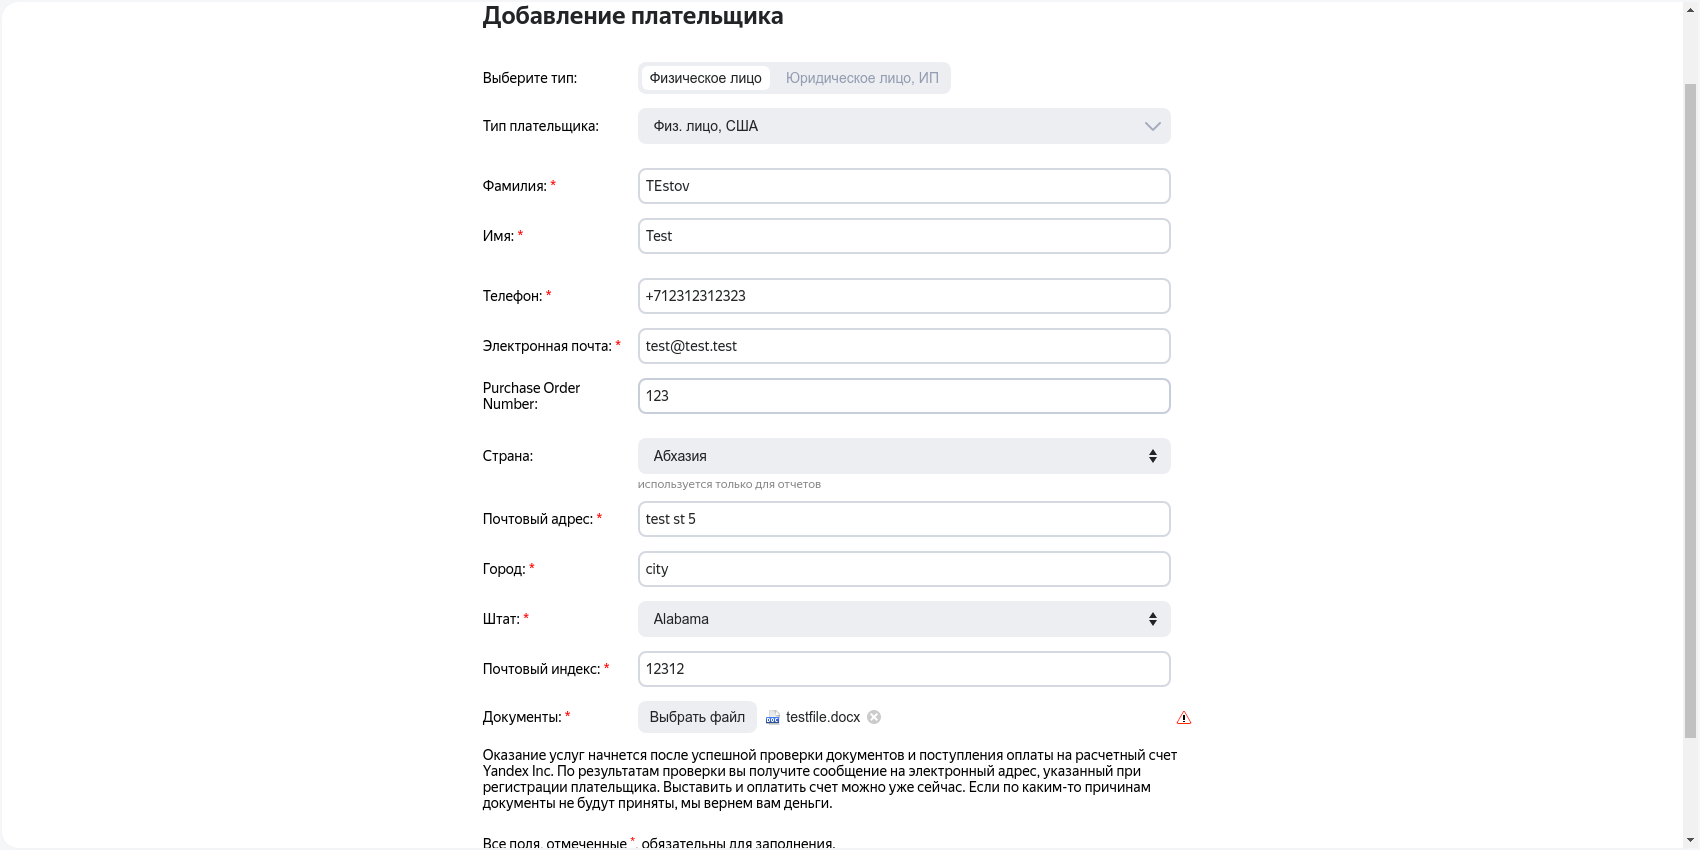 Добавление плательщика
Выберите тип: Физическое лицо Юридическое лицо, ИП
Тип плательщика: Физ. лицо, США
Фамилия: * TEstov
Имя: * Test
Телефон: * +712312312323
Электронная почта: * test@test.test
Purchase Order
Number: 123
Страна: Абхазия
используется только для отчетов
Почтовый адрес: * test st 5
Город: * city
Штат: * Alabama
Почтовый индекс: * 12312
Документы: * Выбрать файл testfile.docx
Оказание услуг начнется после успешной проверки документов и поступления оплаты на расчетный счет
Yandex Inc. По результатам проверки вы получите сообщение на электронный адрес, указанный при
регистрации плательщика. Выставить и оплатить счет можно уже сейчас. Если по каким-то причинам
документы не будут приняты, мы вернем вам деньги.
Все поля, отмеченные *, обязательны для заполнения.